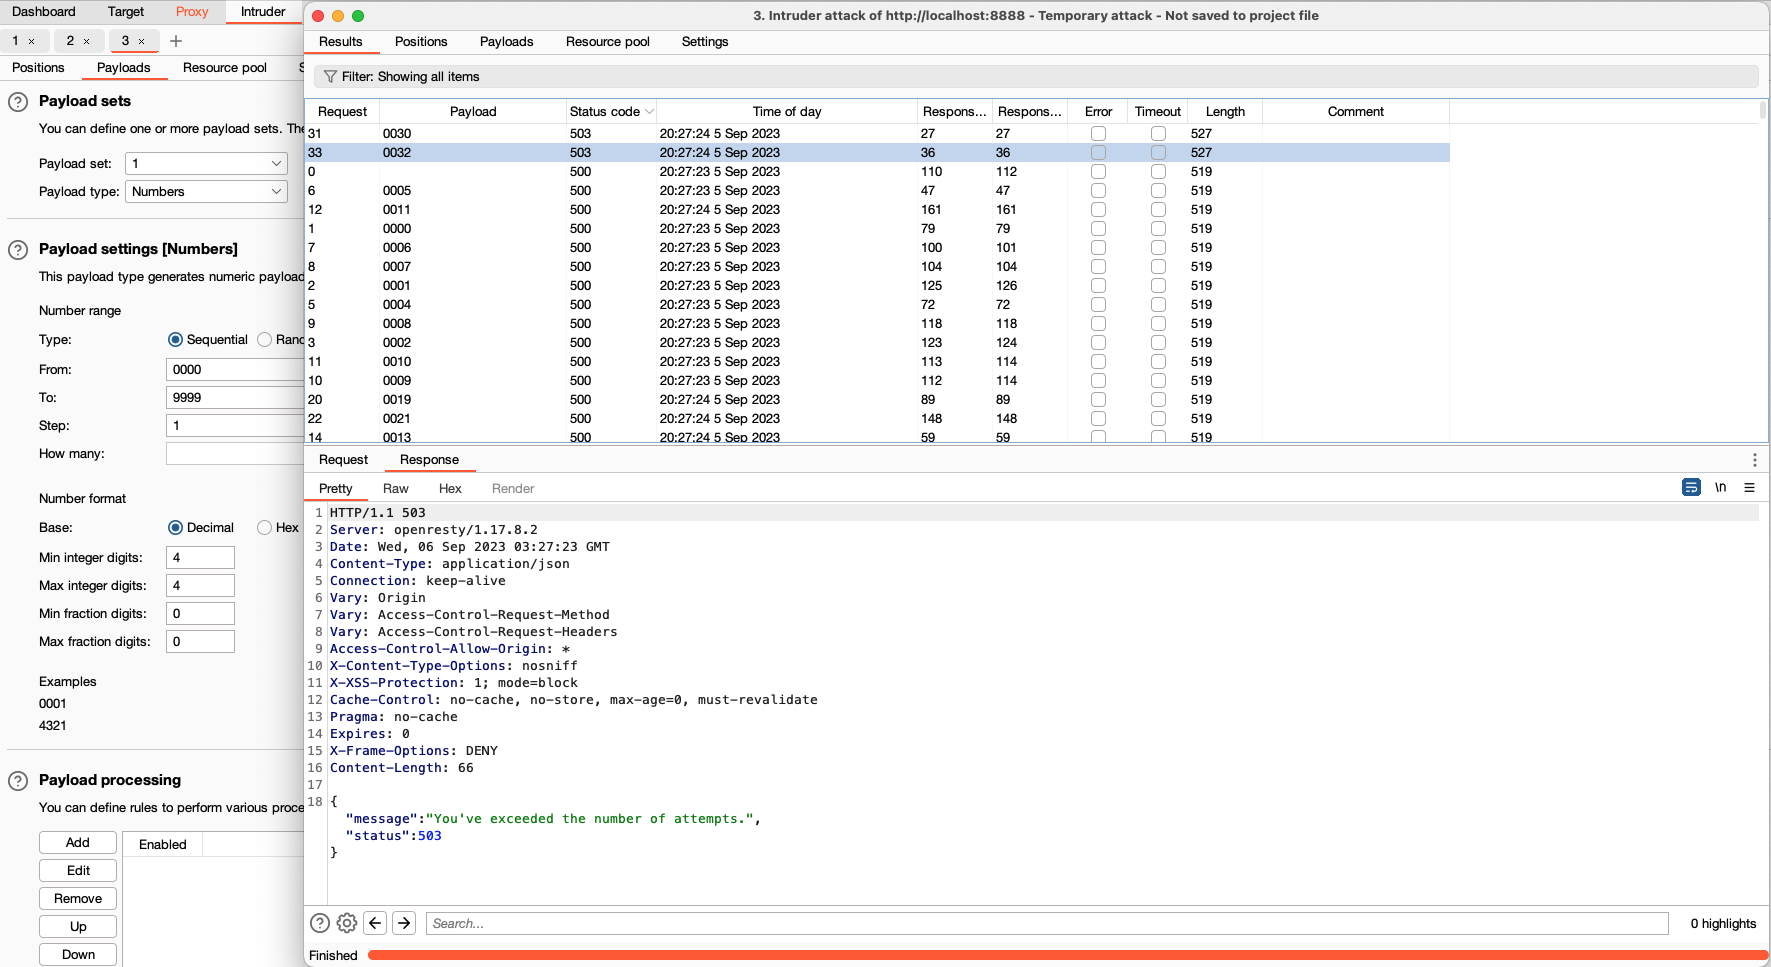 Dashboard Target Proxy Intruder
1 × 2 × 3 × +
Positions Payloads Resource pool S
Payload sets
You can define one or more payload sets. The
Payload set: 1
Payload type: Numbers
Payload settings [Numbers]
This payload type generates numeric payload
Number range
Type: Sequential Rand
From: 0000
To: 9999
Step: 1
How many:
Number format
Base: Decimal Hex
Min integer digits: 4
Max integer digits: 4
Min fraction digits: 0
Max fraction digits: 0
Examples
0001
4321
Payload processing
You can define rules to perform various proce
Add Enabled
Edit
Remove
Up
Down
3. Intruder attack of http://localhost:8888 - Temporary attack - Not saved to project file
Results Positions Payloads Resource pool Settings
Filter: Showing all items
Request Payload Status code Time of day Respons... Respons... Error Timeout Length Comment
31 0030 503 20:27:24 5 Sep 2023 27 27 527
33 0032 503 20:27:24 5 Sep 2023 36 36 527
0 500 20:27:23 5 Sep 2023 110 112 519
6 0005 500 20:27:23 5 Sep 2023 47 47 519
12 0011 500 20:27:23 5 Sep 2023 161 161 519
1 0000 500 20:27:23 5 Sep 2023 79 79 519
7 0006 500 20:27:23 5 Sep 2023 100 101 519
8 0007 500 20:27:23 5 Sep 2023 104 104 519
2 0001 500 20:27:23 5 Sep 2023 125 126 519
5 0004 500 20:27:23 5 Sep 2023 72 72 519
9 0008 500 20:27:23 5 Sep 2023 118 118 519
3 0002 500 20:27:23 5 Sep 2023 123 124 519
11 0010 500 20:27:23 5 Sep 2023 113 114 519
10 0009 500 20:27:23 5 Sep 2023 112 114 519
20 0019 500 20:27:24 5 Sep 2023 89 89 519
22 0021 500 20:27:24 5 Sep 2023 148 148 519
14 0013 500 20:27:24 5 Sep 2023 59 59 519
Request Response
Pretty Raw Hex Render \n
1 HTTP/1.1 503
2 Server: openresty/1.17.8.2
3 Date: Wed, 06 Sep 2023 03:27:23 GMT
4 Content-Type: application/json
5 Connection: keep-alive
6 Vary: Origin
7 Vary: Access-Control-Request-Method
8 Vary: Access-Control-Request-Headers
9 Access-Control-Allow-Origin: *
10 X-Content-Type-Options: nosniff
11 X-XSS-Protection: 1; mode=block
12 Cache-Control: no-cache, no-store, max-age=0, must-revalidate
13 Pragma: no-cache
14 Expires: 0
15 X-Frame-Options: DENY
16 Content-Length: 66
17
18 {
"message":"You've exceeded the number of attempts.",
"status":503
}
Search... 0 highlights
Finished